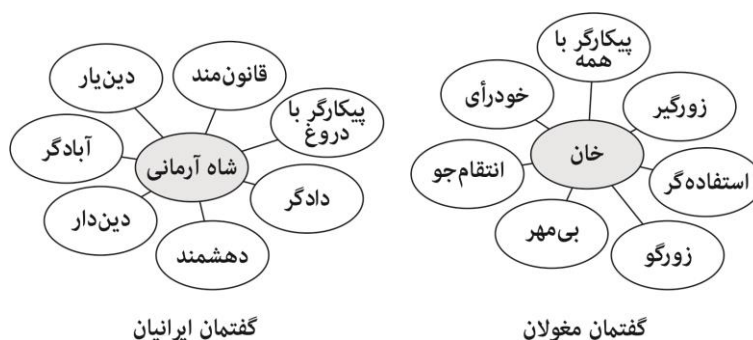 پیکارگر با
همه
زورگیر
استفاده‌گر
زورگو
بی‌مهر
انتقام‌جو
خودرأی
خان
گفتمان مغولان
قانون‌مند
پیکارگر با
دروغ
دادگر
دهشمند
دین‌دار
آبادگر
دین‌یار
شاه آرمانی
گفتمان ایرانیان